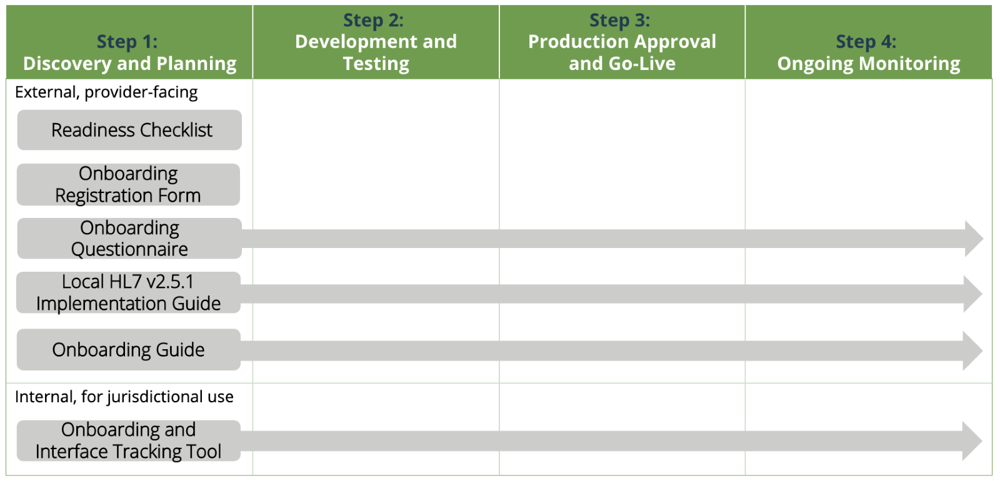 Step 1:
Discovery and Planning
Step 2:
Development and
Testing
Step 3:
Production Approval
and Go-Live
Step 4:
Ongoing Monitoring
External, provider-facing
Readiness Checklist
Onboarding
Registration Form
Onboarding
Questionnaire
Local HL7 v2.5.1
Implementation Guide
Onboarding Guide
Internal, for jurisdictional use
Onboarding and
Interface Tracking Tool